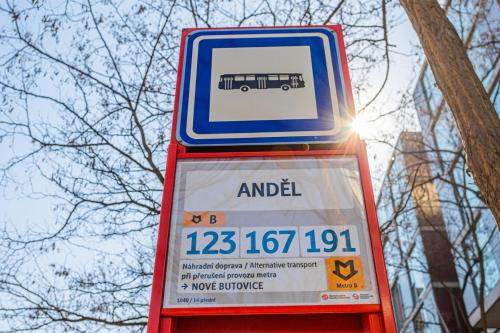 ANDĚL
B
123 167 191
Náhradní doprava / Alternative transport
při přerušení provozu metra
→ NOVÉ BUTOVICE
Metro B